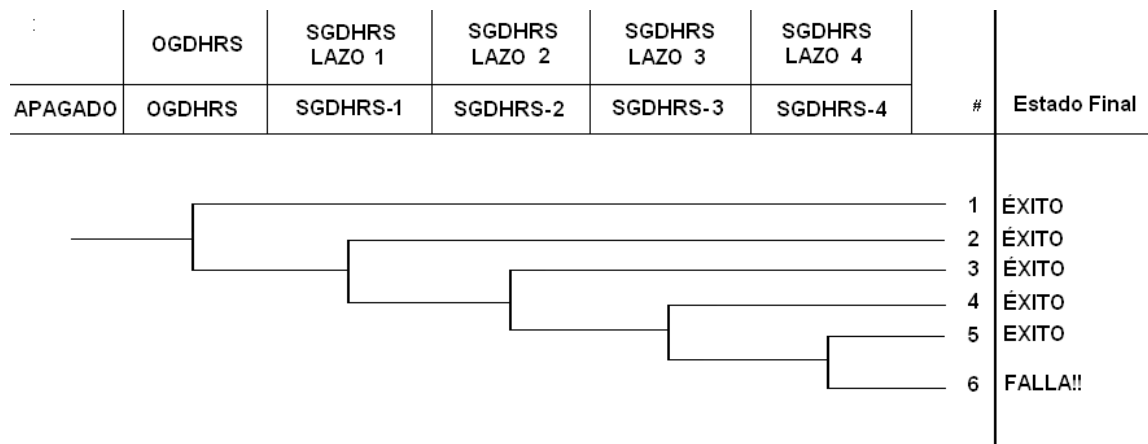 OGDHRS
SGDHRS
LAZO 1
SGDHRS
LAZO 2
SGDHRS
LAZO 3
SGDHRS
LAZO 4
APAGADO OGDHRS SGDHRS-1 SGDHRS-2 SGDHRS-3 SGDHRS-4 # Estado Final
1 ÉXITO
2 ÉXITO
3 ÉXITO
4 ÉXITO
5 EXITO
6 FALLA!!